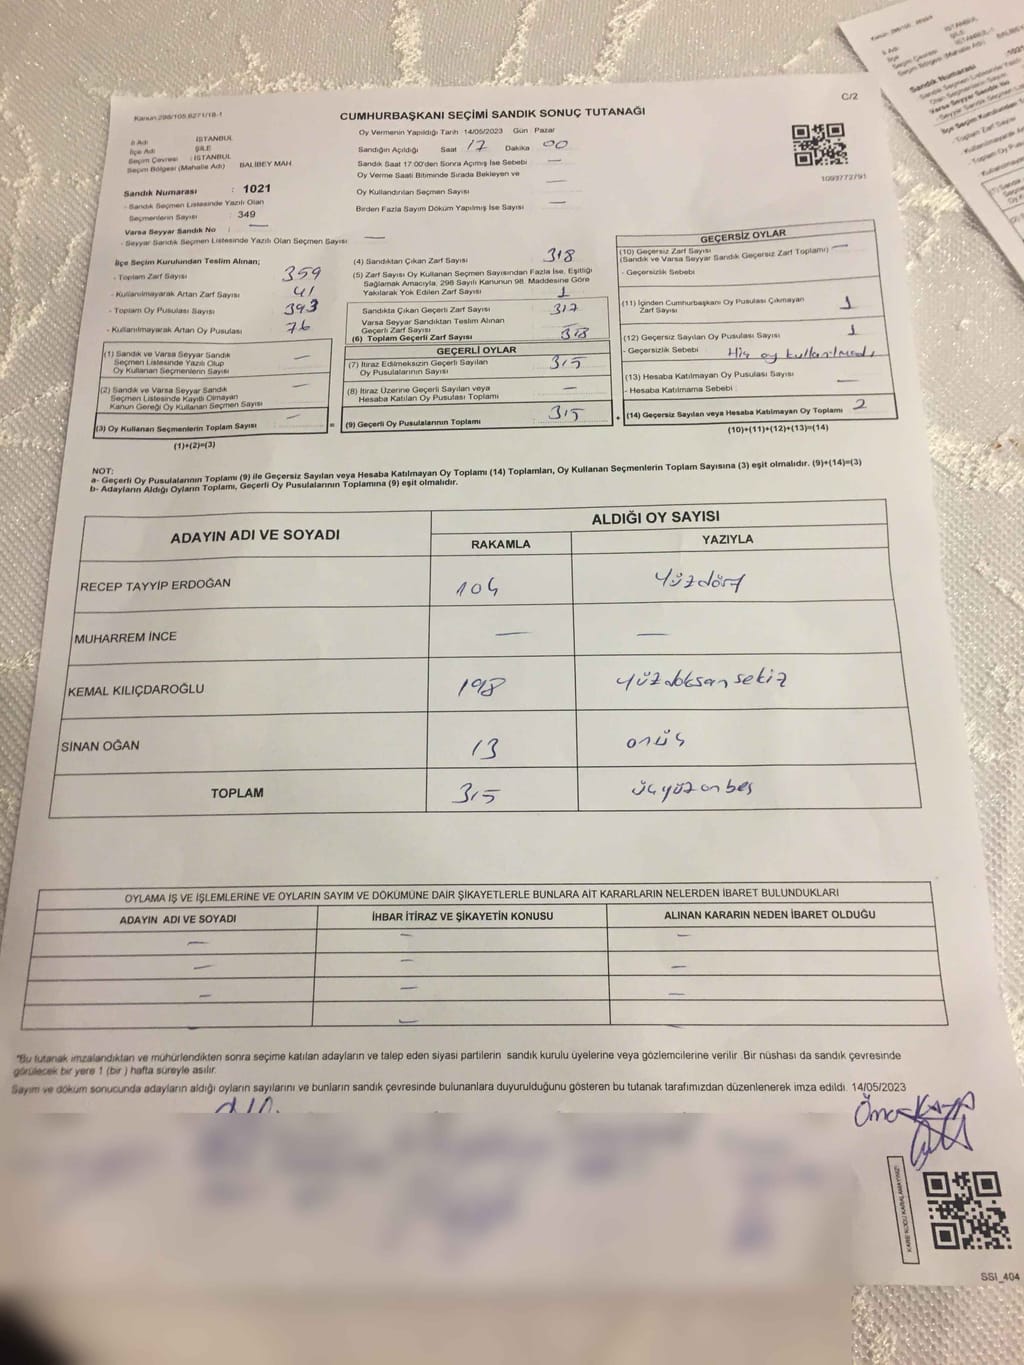 C/2
Kanun 298/105,6271/18-1
CUMHURBAŞKANI SEÇİMİ SANDIK SONUÇ TUTANAĞI
İl Adı İSTANBUL
İlçe Adı ŞİLE
Seçim Çevresi : İSTANBUL
Seçim Bölgesi (Mahalle Adı) BALİBEY MAH
Sandık Numarası : 1021
- Sandık Seçmen Listesinde Yazılı Olan
Seçmenlerin Sayısı : 349
Varsa Seyyar Sandık No : —
- Seyyar Sandık Seçmen Listesinde Yazılı Olan Seçmen Sayısı —
Oy Vermenin Yapıldığı Tarih :14/05/2023 Gün : Pazar
Sandığın Açıldığı Saat 17 Dakika 00
Sandık Saat 17:00'den Sonra Açımış İse Sebebi —
Oy Verme Saati Bitiminde Sırada Bekleyen ve
Oy Kullandırılan Seçmen Sayısı —
Birden Fazla Sayım Döküm Yapılmış İse Sayısı —
1093772791
İlçe Seçim Kurulundan Teslim Alınan;
- Toplam Zarf Sayısı 359
- Kullanılmayarak Artan Zarf Sayısı 41
- Toplam Oy Pusulası Sayısı 393
- Kullanılmayarak Artan Oy Pusulası 76
(1) Sandık ve Varsa Seyyar Sandık
Seçmen Listesinde Yazılı Olup
Oy Kullanan Seçmenlerin Sayısı —
(2) Sandık ve Varsa Seyyar Sandık
Seçmen Listesinde Kayıtlı Olmayan
Kanun Gereği Oy Kullanan Seçmen Sayısı —
(3) Oy Kullanan Seçmenlerin Toplam Sayısı —
(1)+(2)=(3)
(4) Sandıktan Çıkan Zarf Sayısı 318
(5) Zarf Sayısı Oy Kullanan Seçmen Sayısından Fazla İse, Eşitliği
Sağlamak Amacıyla, 298 Sayılı Kanunun 98. Maddesine Göre
Yakılarak Yok Edilen Zarf Sayısı 1
Sandıkta Çıkan Geçerli Zarf Sayısı 317
Varsa Seyyar Sandıktan Teslim Alınan
Geçerli Zarf Sayısı —
(6) Toplam Geçerli Zarf Sayısı
GEÇERLİ OYLAR
(7) İtiraz Edilmeksizin Geçerli Sayılan
Oy Pusulalarının Sayısı 315
(8) İtiraz Üzerine Geçerli Sayılan veya
Hesaba Katılan Oy Pusulası Toplamı —
= (9) Geçerli Oy Pusulalarının Toplamı 315
GEÇERSİZ OYLAR
(10) Geçersiz Zarf Sayısı
(Sandık ve Varsa Seyyar Sandık Geçersiz Zarf Toplamı) —
- Geçersizlik Sebebi
(11) İçinden Cumhurbaşkanı Oy Pusulası Çıkmayan
Zarf Sayısı 1
(12) Geçersiz Sayılan Oy Pusulası Sayısı 1
- Geçersizlik Sebebi Hiç oy kullanılmadı
(13) Hesaba Katılmayan Oy Pusulası Sayısı —
- Hesaba Katılmama Sebebi :
+ (14) Geçersiz Sayılan veya Hesaba Katılmayan Oy Toplamı 2
(10)+(11)+(12)+(13)=(14)
NOT:
a- Geçerli Oy Pusulalarının Toplamı (9) ile Geçersiz Sayılan veya Hesaba Katılmayan Oy Toplamı (14) Toplamları, Oy Kullanan Seçmenlerin Toplam Sayısına (3) eşit olmalıdır. (9)+(14)=(3)
b- Adayların Aldığı Oyların Toplamı, Geçerli Oy Pusulalarının Toplamına (9) eşit olmalıdır.
ADAYIN ADI VE SOYADI
ALDIĞI OY SAYISI
RAKAMLA YAZIYLA
RECEP TAYYİP ERDOĞAN 104 yüzdört
MUHARREM İNCE — —
KEMAL KILIÇDAROĞLU 198 yüzdoksan sekiz
SİNAN OĞAN 13 onüç
TOPLAM 315 üçyüz on beş
OYLAMA İŞ VE İŞLEMLERİNE VE OYLARIN SAYIM VE DÖKÜMÜNE DAİR ŞİKAYETLERLE BUNLARA AİT KARARLARIN NELERDEN İBARET BULUNDUKLARI
ADAYIN ADI VE SOYADI İHBAR İTİRAZ VE ŞİKAYETİN KONUSU ALINAN KARARIN NEDEN İBARET OLDUĞU
— — —
— — —
— — —
—
"Bu tutanak imzalandıktan ve mühürlendikten sonra seçime katılan adayların ve talep eden siyasi partilerin sandık kurulu üyelerine veya gözlemcilerine verilir .Bir nüshası da sandık çevresinde
görülecek bir yere 1 (bir ) hafta süreyle asılır.
Sayım ve döküm sonucunda adayların aldığı oyların sayılarını ve bunların sandık çevresinde bulunanlara duyurulduğunu gösteren bu tutanak tarafımızdan düzenlenerek imza edildi. 14/05/2023
Ömer KAYA
KARE KODU KARALAMAYINIZ!
SSI_404